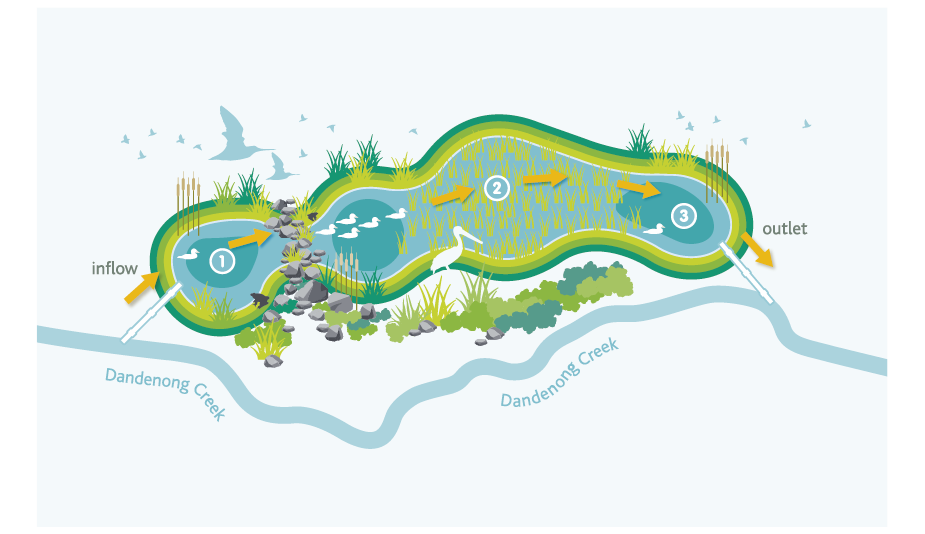 2
3
1
outlet
inflow
Dandenong Creek
Dandenong Creek